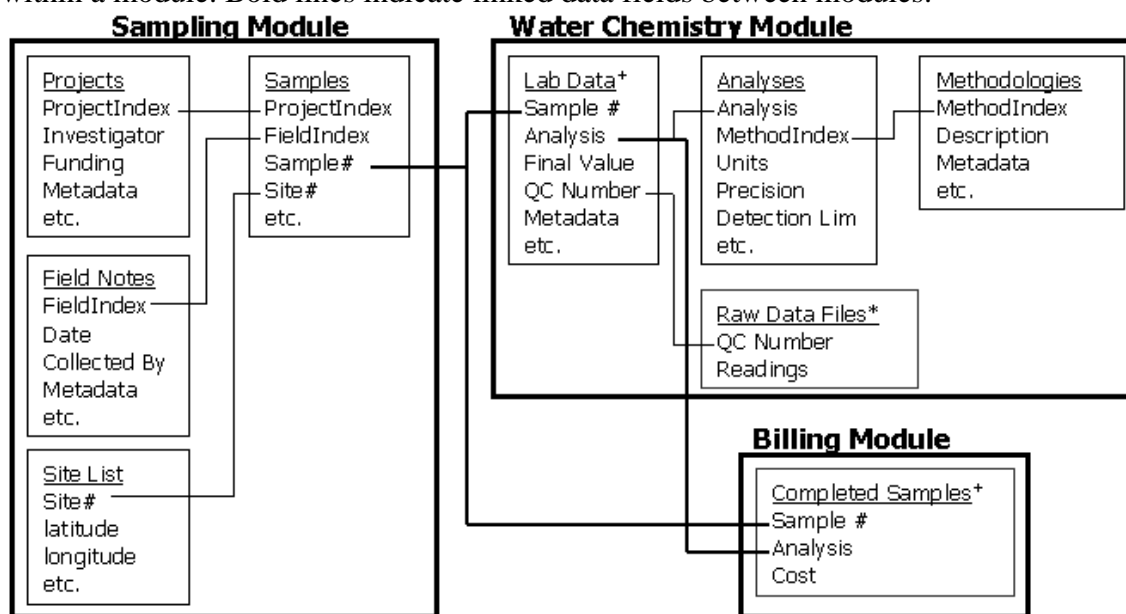 within a module. Bold lines indicate linked data fields between modules.
Sampling Module
Projects
ProjectIndex
Investigator
Funding
Metadata
etc.
Samples
ProjectIndex
FieldIndex
Sample#
Site#
etc.
Field Notes
FieldIndex
Date
Collected By
Metadata
etc.
Site List
Site#
latitude
longitude
etc.
Water Chemistry Module
Lab Data+
Sample #
Analysis
Final Value
QC Number
Metadata
etc.
Analyses
Analysis
MethodIndex
Units
Precision
Detection Lim
etc.
Methodologies
MethodIndex
Description
Metadata
etc.
Raw Data Files*
QC Number
Readings
Billing Module
Completed Samples+
Sample #
Analysis
Cost